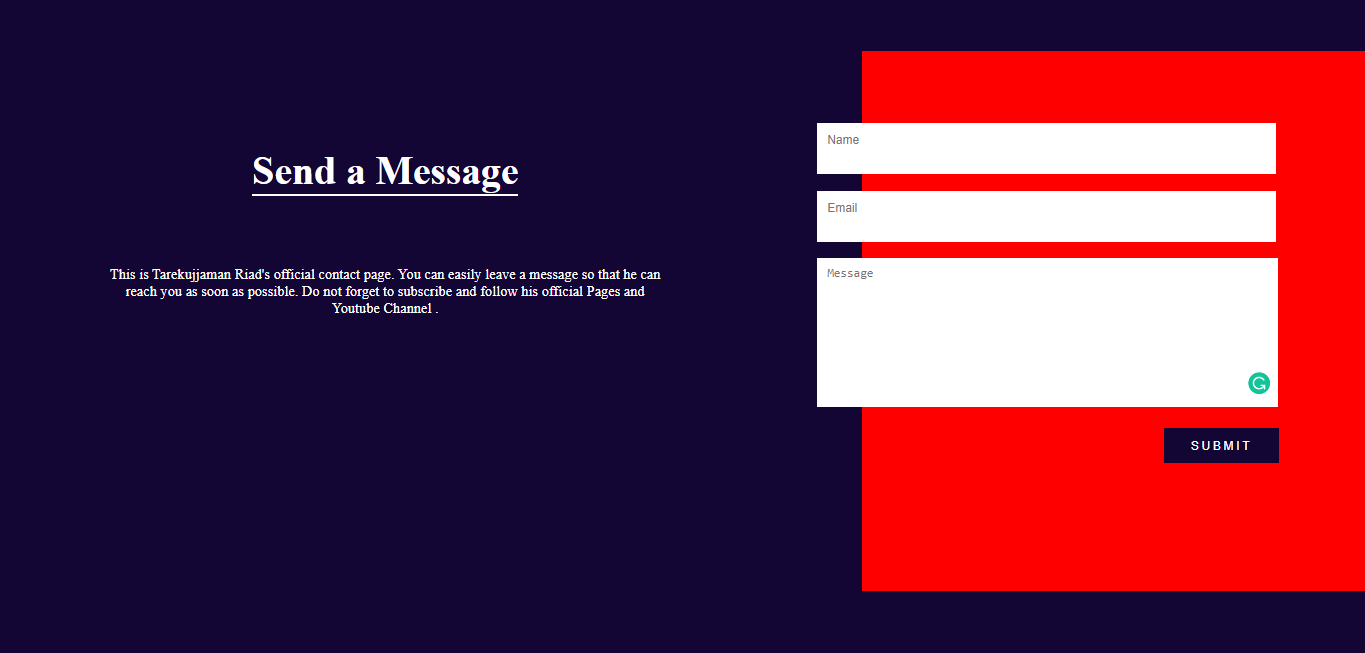 Send a Message
This is Tarekujjaman Riad's official contact page. You can easily leave a message so that he can
reach you as soon as possible. Do not forget to subscribe and follow his official Pages and
Youtube Channel .
Name
Email
Message
SUBMIT